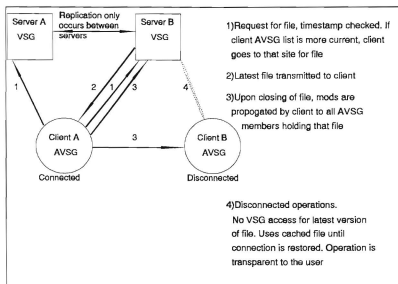 Server A
VSG
Replication only
occurs between
servers
Server B
VSG
1)Request for file, timestamp checked. If
client AVSG list is more current, client
goes to that site for file
2)Latest file transmitted to client
3)Upon closing of file, mods are
propogated by client to all AVSG
members holding that file
1
2
1
3
4
Client A
AVSG
Connected
3
Client B
AVSG
Disconnected
4)Disconnected operations.
No VSG access for latest version
of file. Uses cached file until
connection is restored. Operation is
transparent to the user